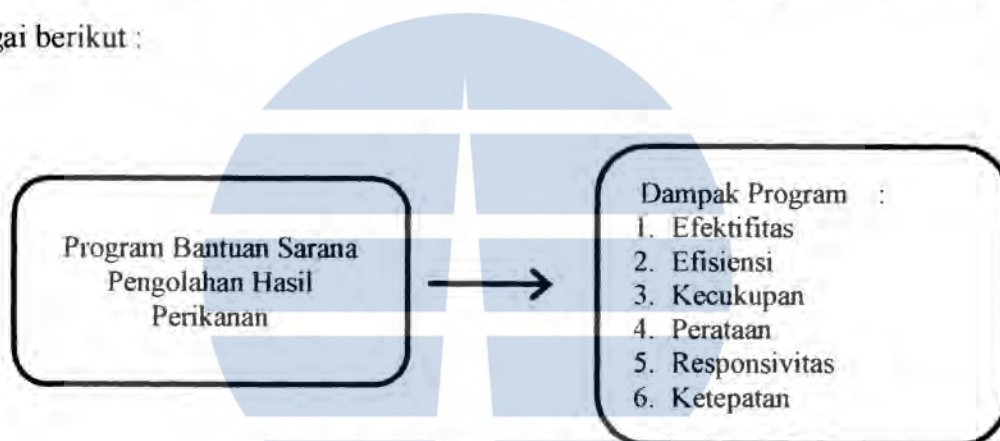 gai berikut :
Program Bantuan Sarana
Pengolahan Hasil
Perikanan
Dampak Program :
1. Efektifitas
2. Efisiensi
3. Kecukupan
4. Perataan
5. Responsivitas
6. Ketepatan